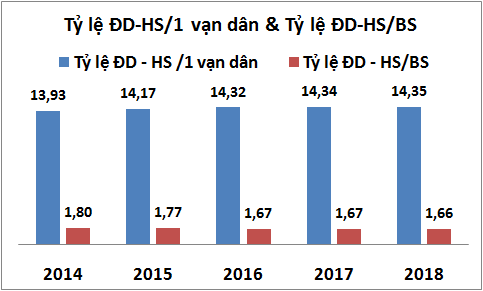 Tỷ lệ ĐD-HS/1 vạn dân & Tỷ lệ ĐD-HS/BS
Tỷ lệ ĐD - HS /1 vạn dân Tỷ lệ ĐD - HS/BS
13,93 14,17 14,32 14,34 14,35
1,80 1,77 1,67 1,67 1,66
2014 2015 2016 2017 2018